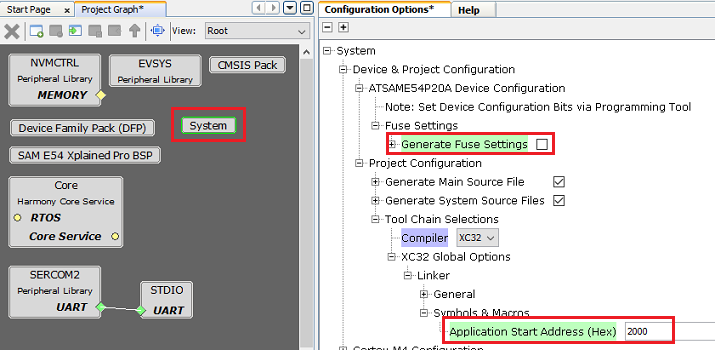 Start Page
Project Graph*
View:
Root
NVMCTRL
Peripheral Library
MEMORY
EVSYS
Peripheral Library
CMSIS Pack
Device Family Pack (DFP)
System
SAM E54 Xplained Pro BSP
Core
Harmony Core Service
RTOS
Core Service
SERCOM2
Peripheral Library
UART
STDIO
UART
Configuration Options*
Help
System
Device & Project Configuration
ATSAME54P20A Device Configuration
Note: Set Device Configuration Bits via Programming Tool
Fuse Settings
Generate Fuse Settings
Project Configuration
Generate Main Source File
Generate System Source Files
Tool Chain Selections
Compiler XC32
XC32 Global Options
Linker
General
Symbols & Macros
Application Start Address (Hex) 2000
Cortex-M4 Configuration